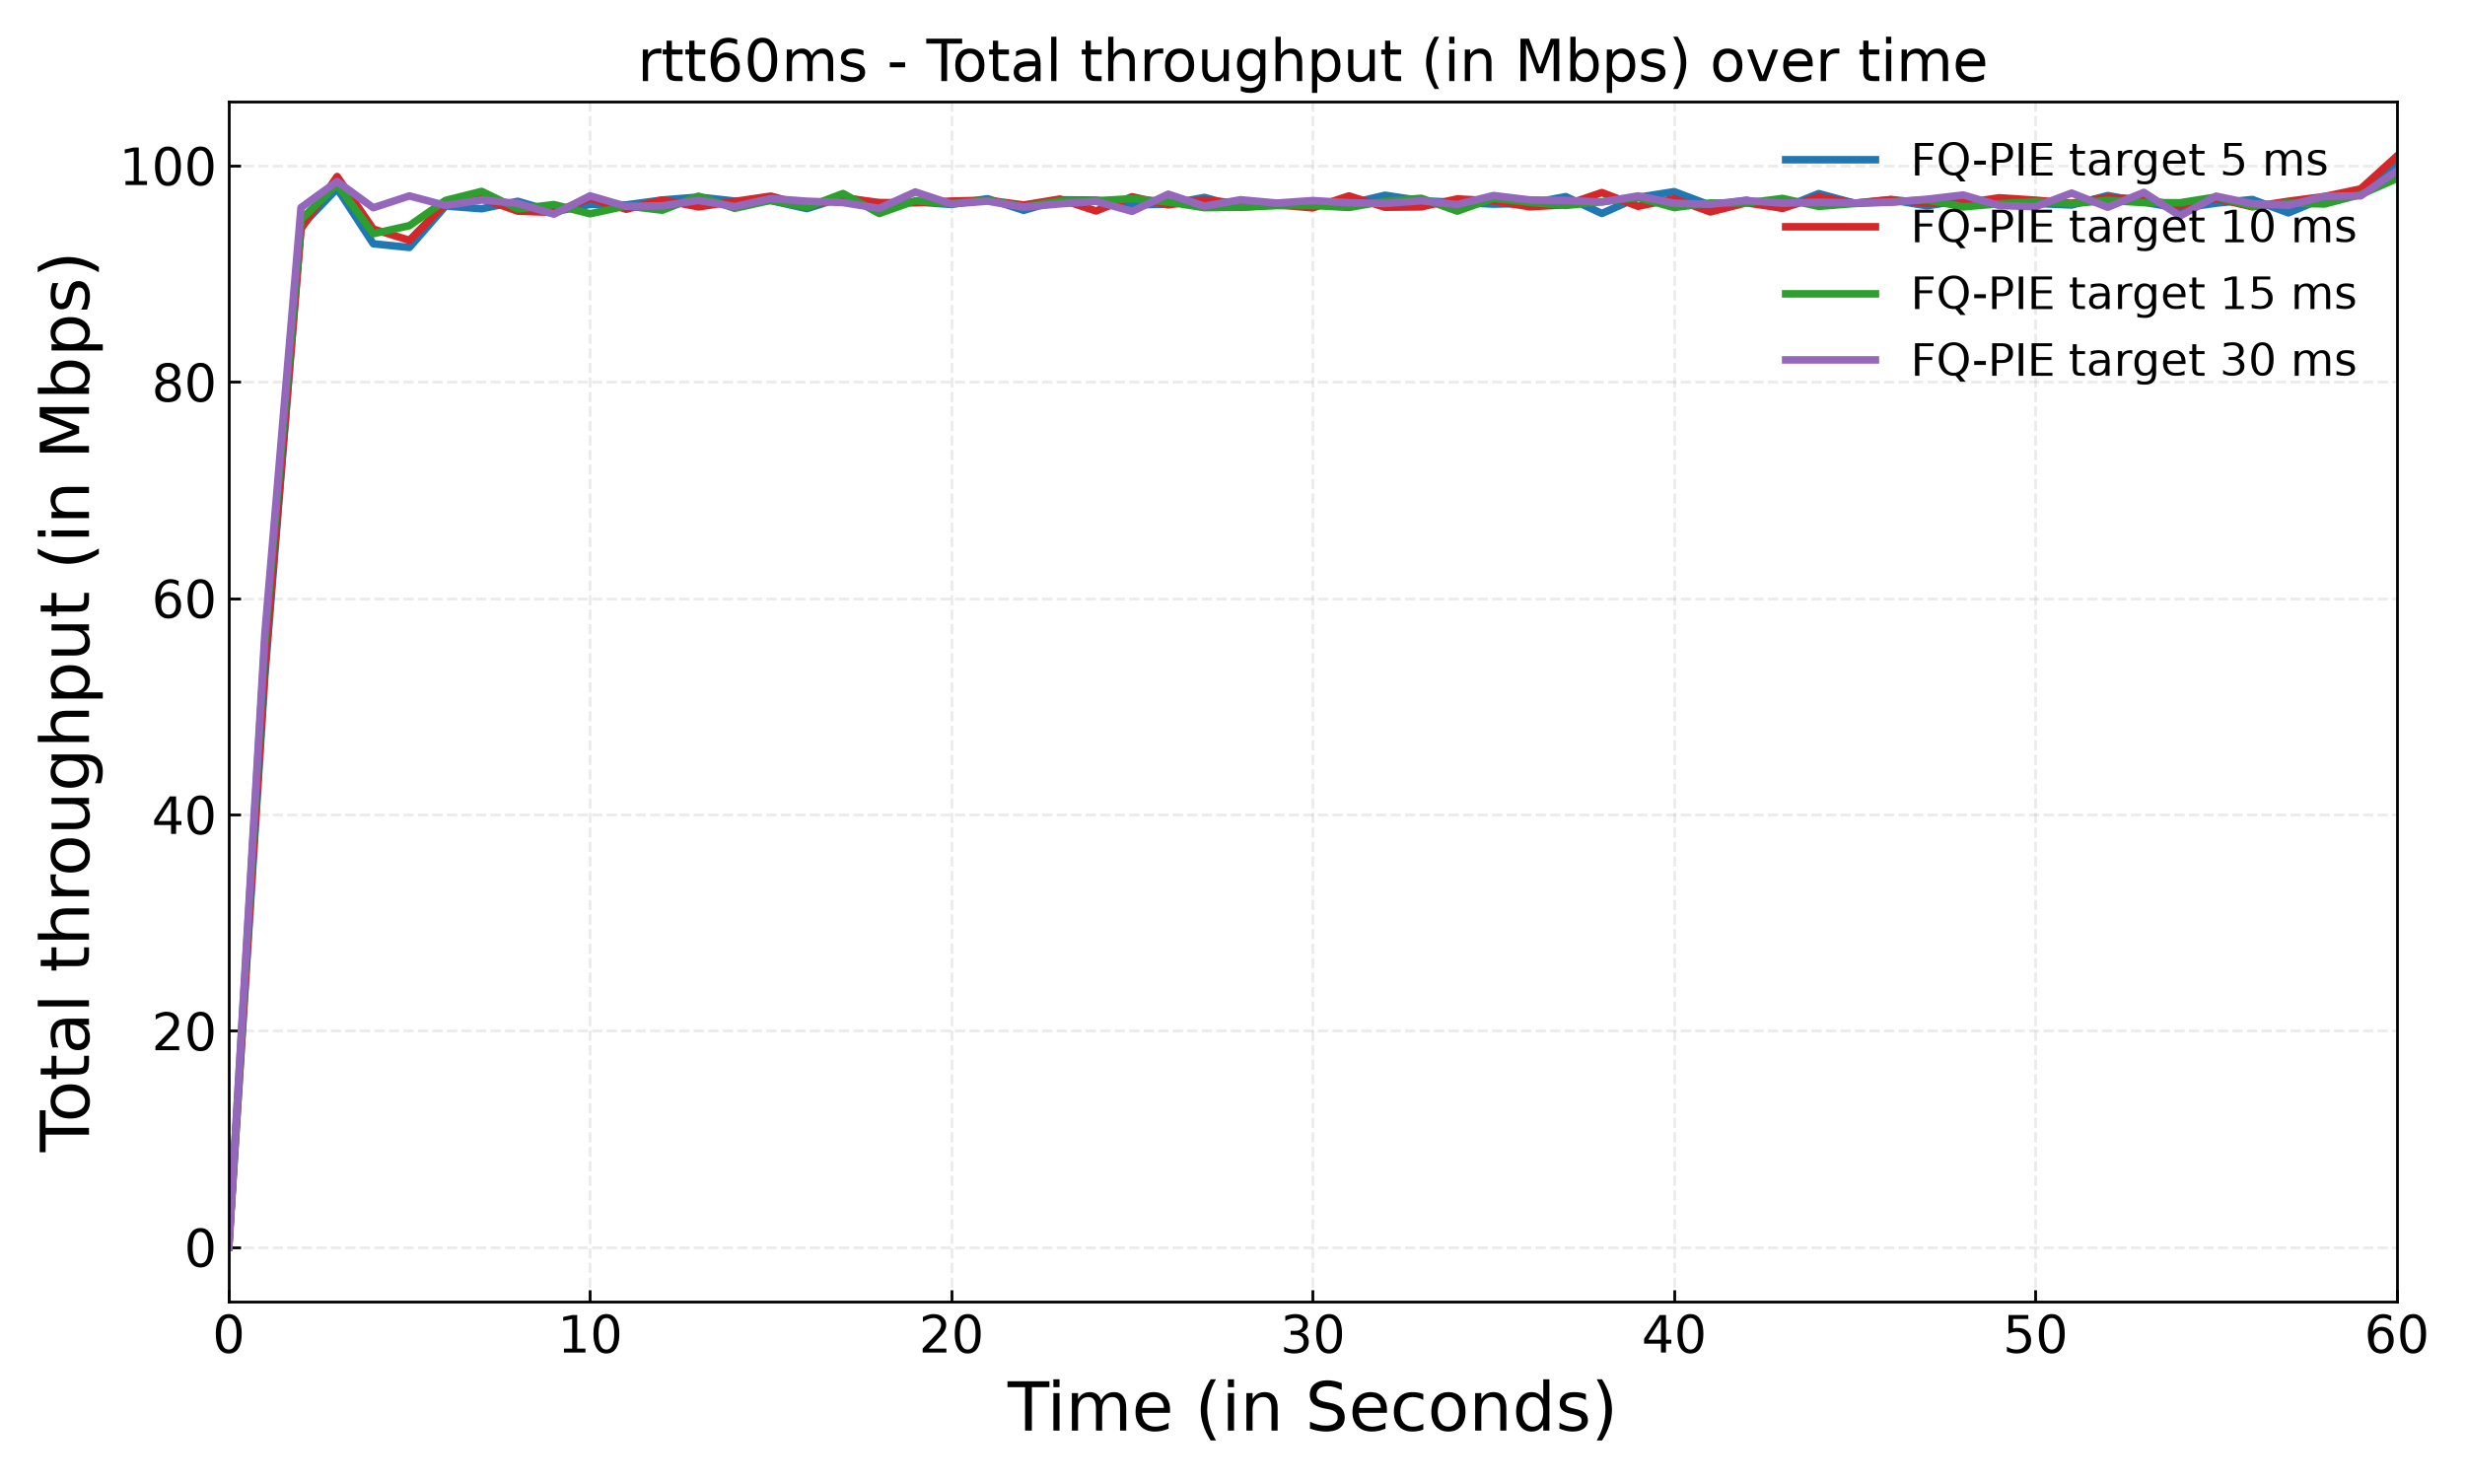 rtt60ms - Total throughput (in Mbps) over time
Total throughput (in Mbps)
100
80
60
40
20
0
FQ-PIE target 5 ms
FQ-PIE target 10 ms
FQ-PIE target 15 ms
FQ-PIE target 30 ms
0 10 20 30 40 50 60
Time (in Seconds)